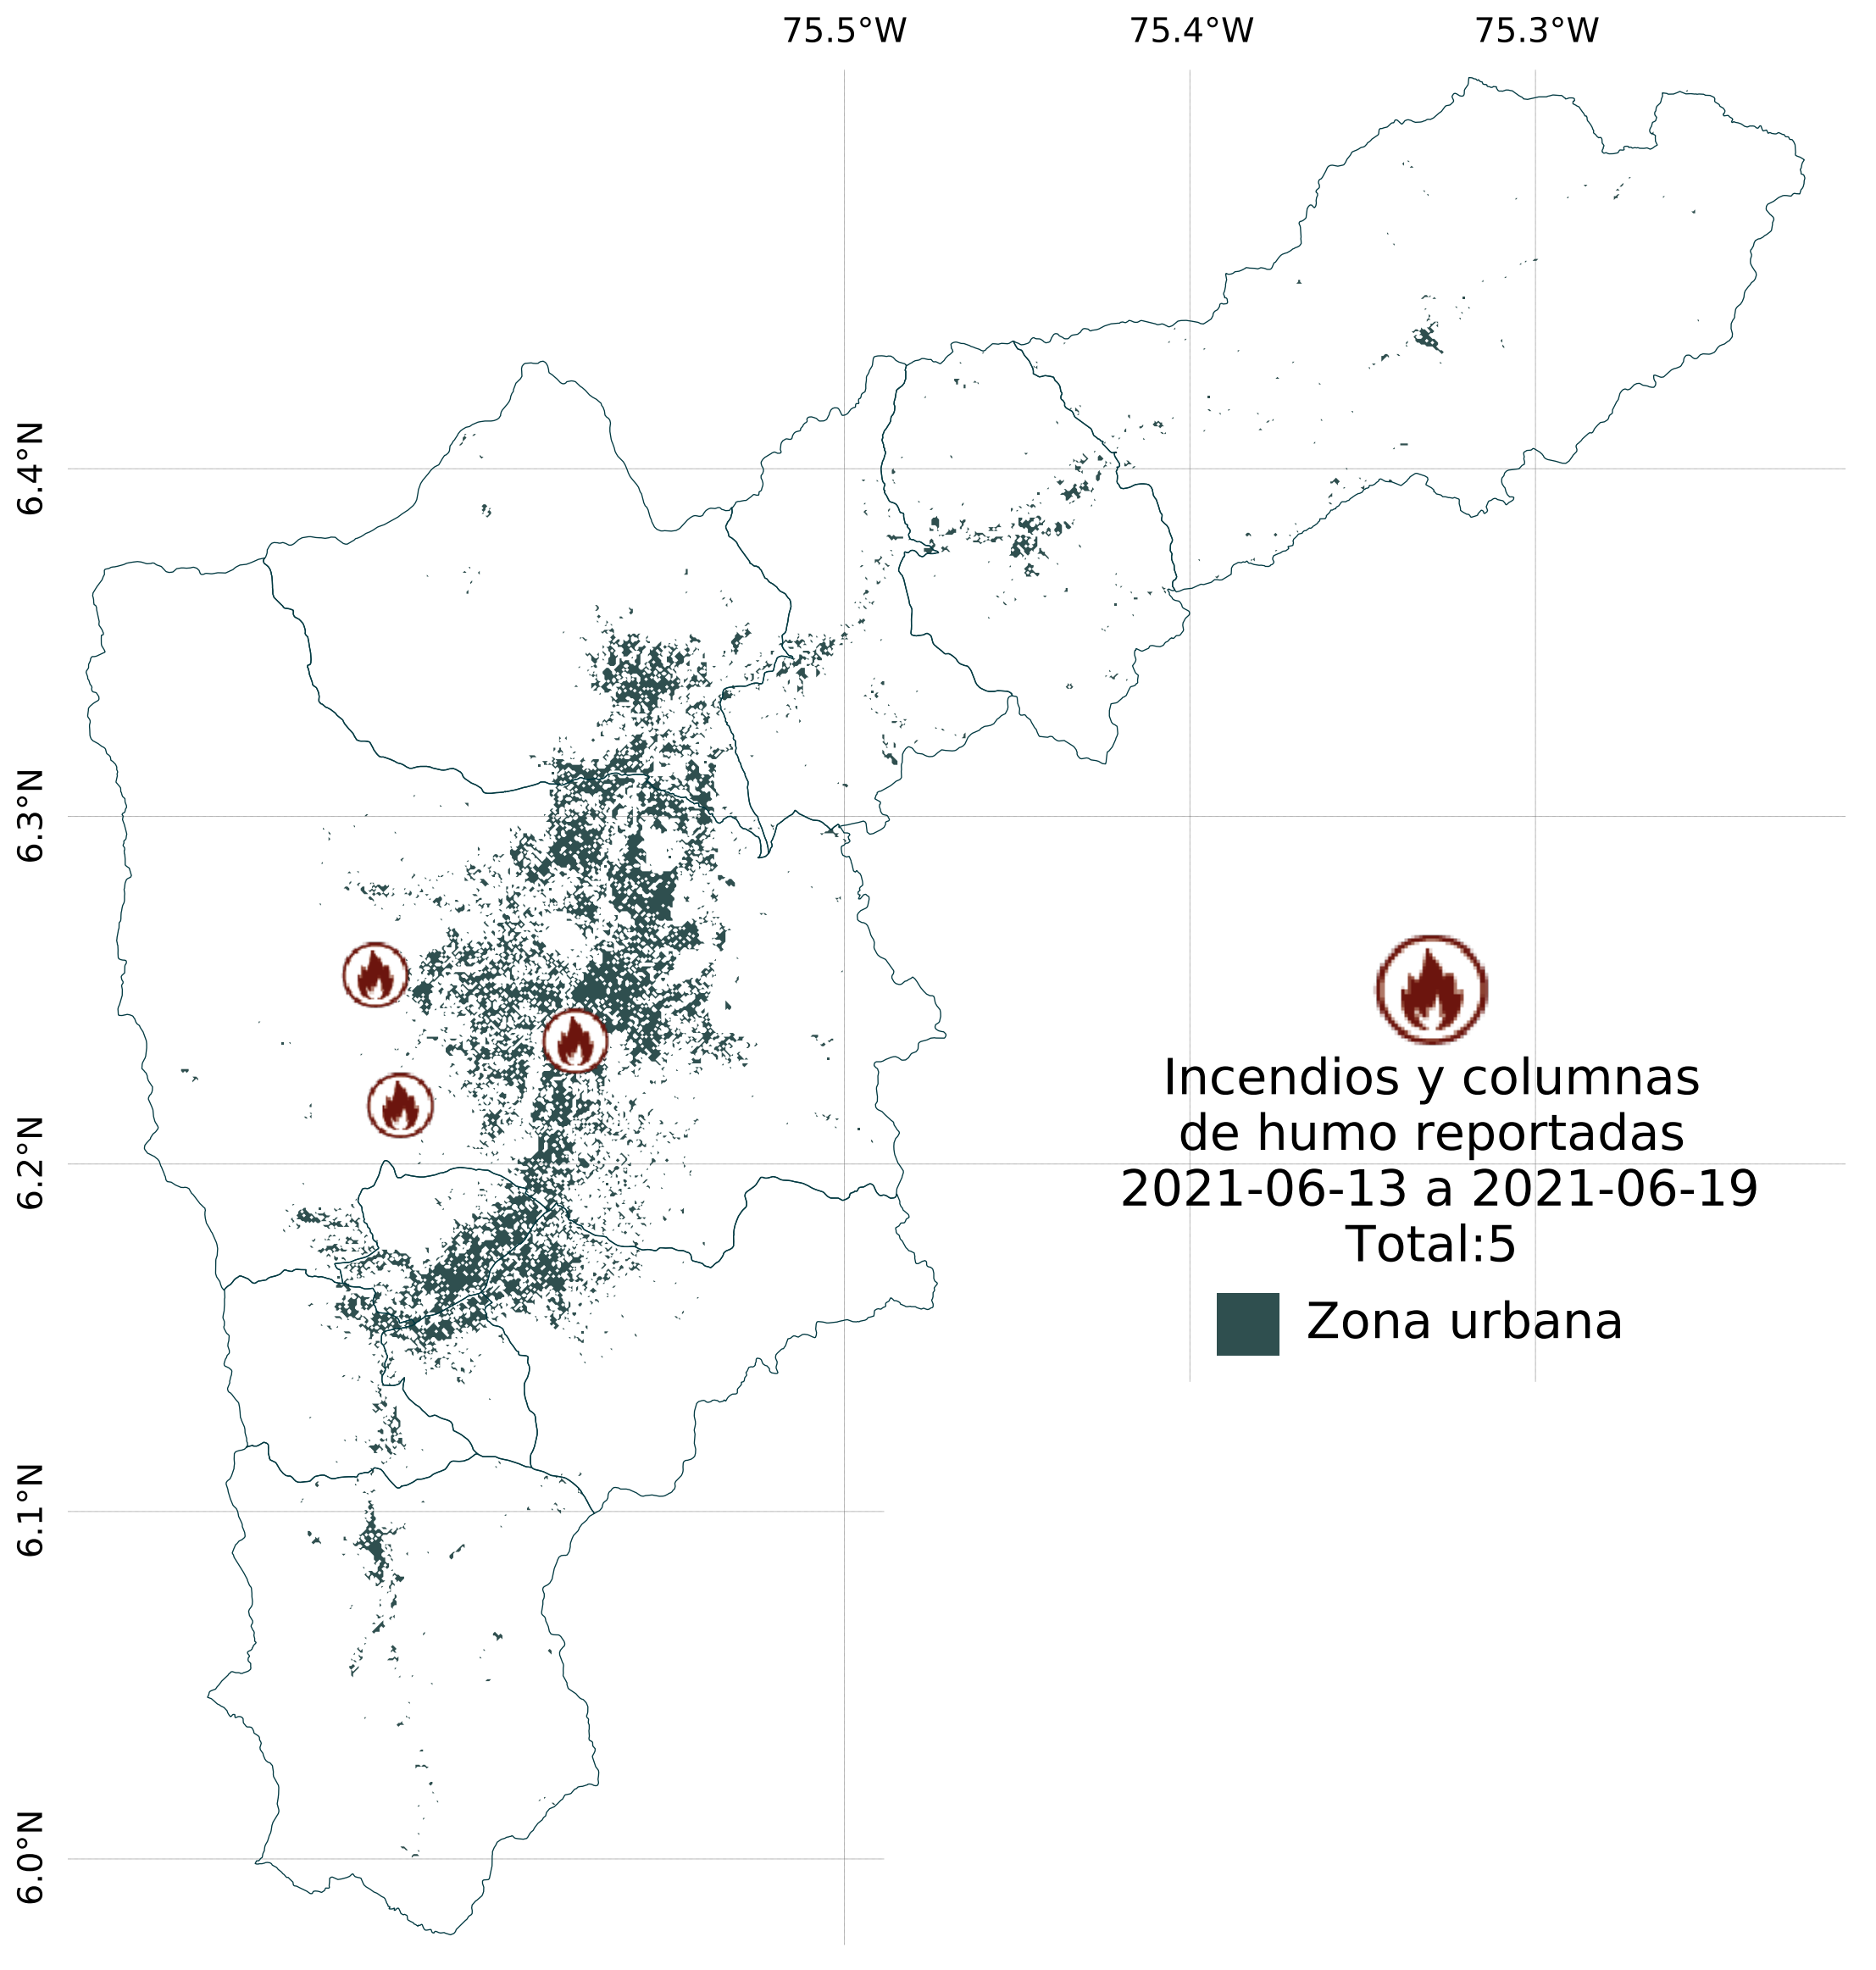 75.5°W 75.4°W 75.3°W
6.4°N
6.3°N
6.2°N
6.1°N
6.0°N
Incendios y columnas
de humo reportadas
2021-06-13 a 2021-06-19
Total:5
Zona urbana